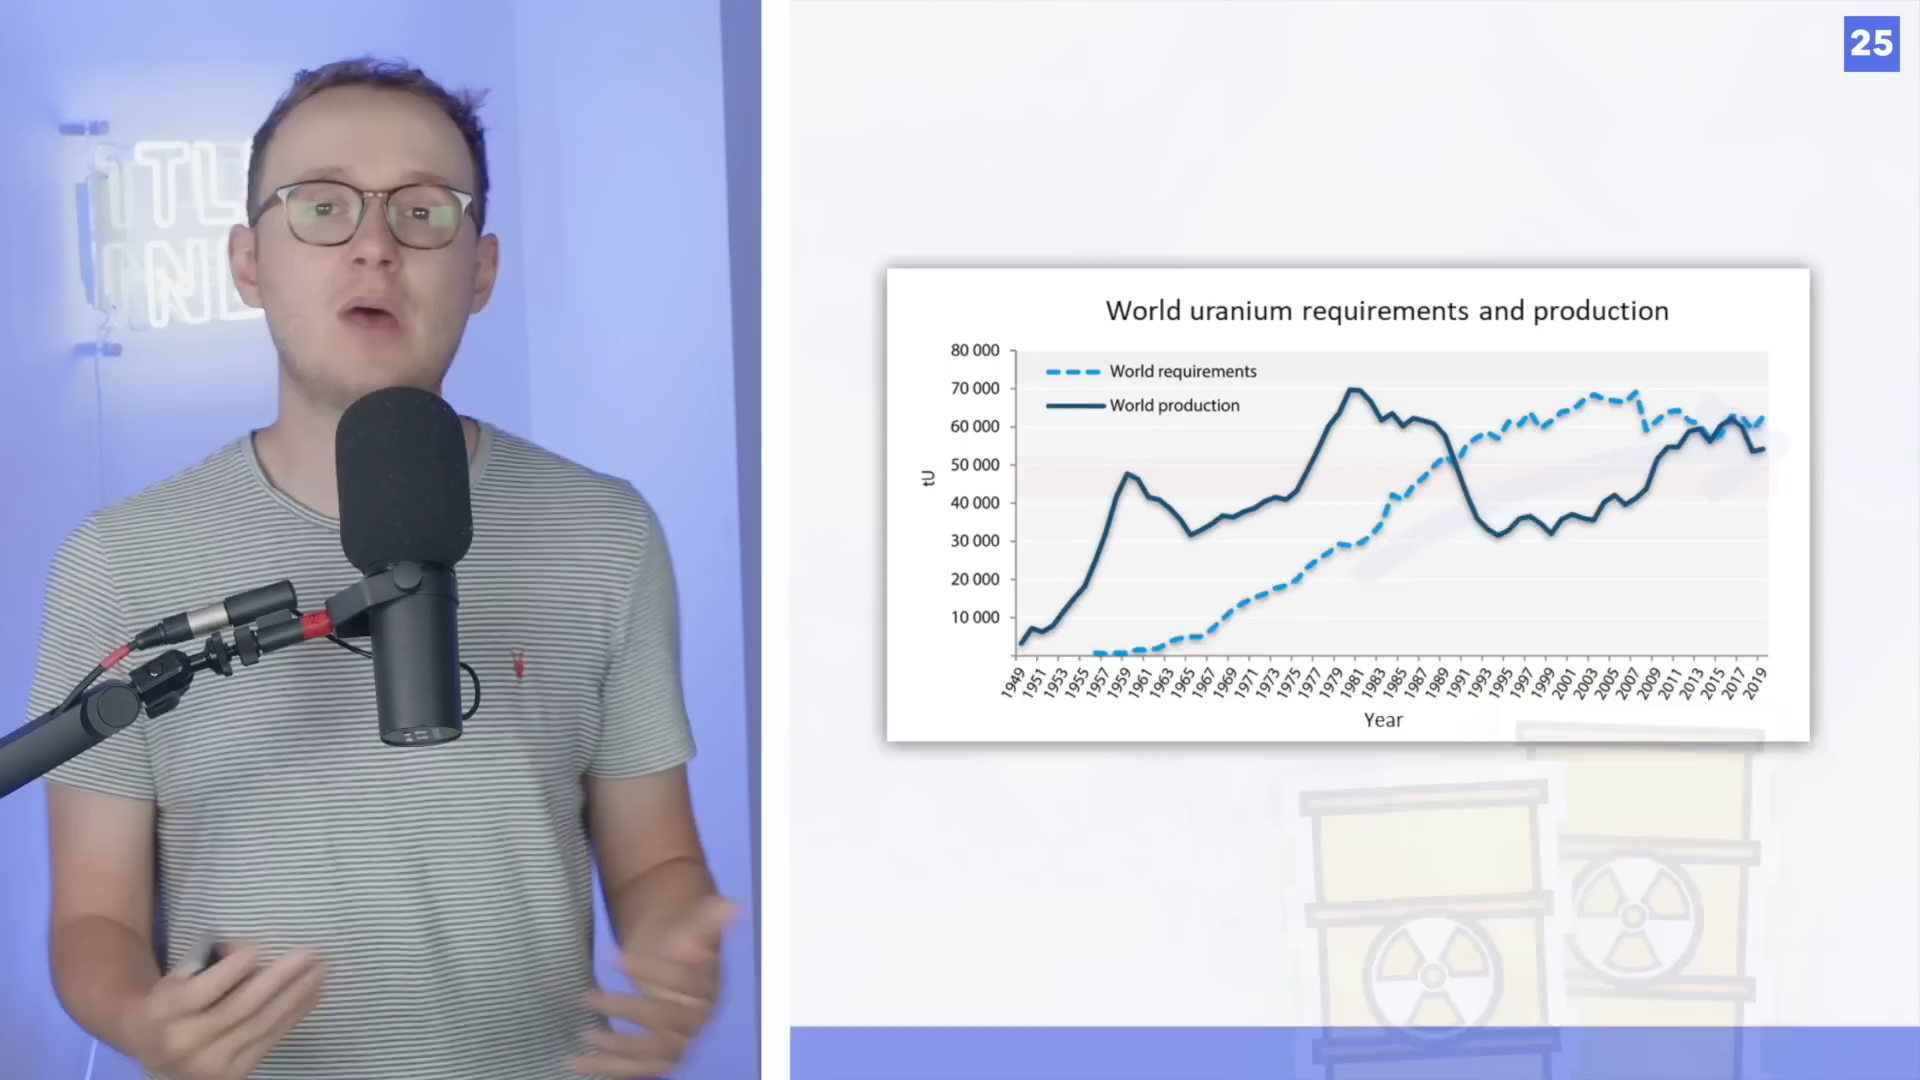 TL
NE
25
World uranium requirements and production
80 000
70 000
60 000
50 000
40 000
30 000
20 000
10 000
World requirements
World production
tU
1949 1951 1953 1955 1957 1959 1961 1963 1965 1967 1969 1971 1973 1975 1977 1979 1981 1983 1985 1987 1989 1991 1993 1995 1997 1999 2001 2003 2005 2007 2009 2011 2013 2015 2017 2019
Year